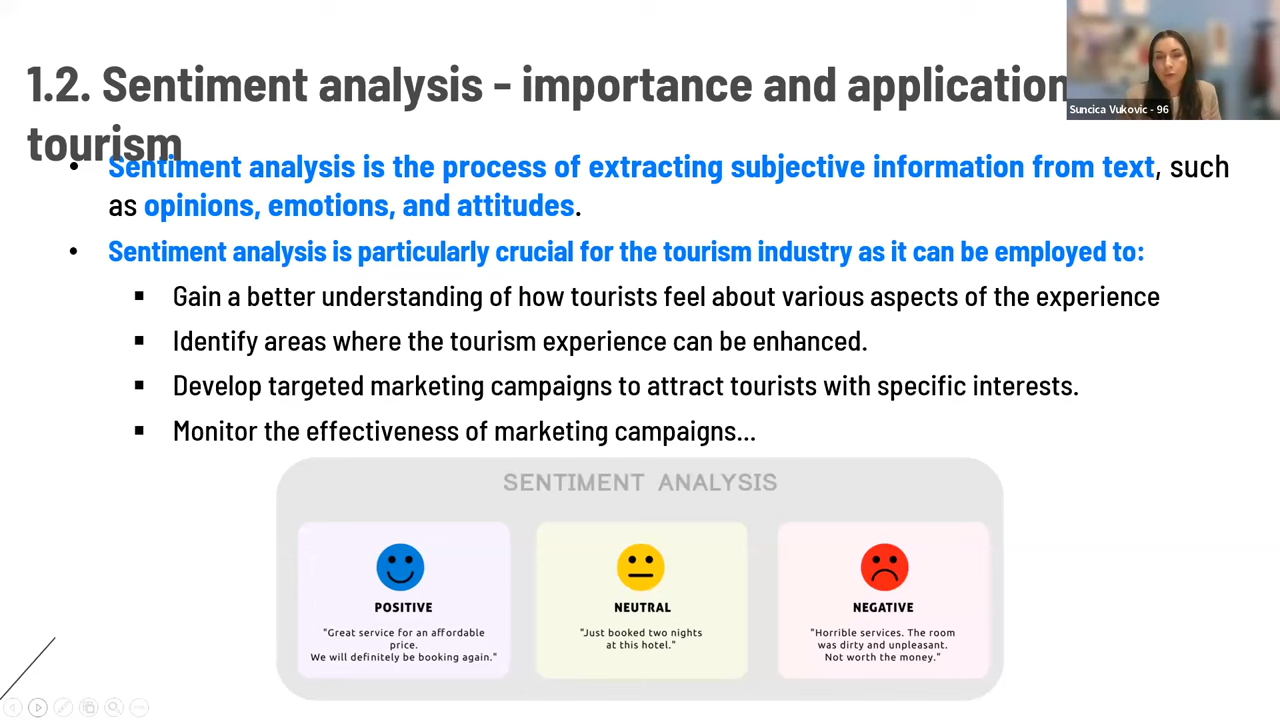 1.2. Sentiment analysis - importance and application
tourism
• Sentiment analysis is the process of extracting subjective information from text, such
as opinions, emotions, and attitudes.
• Sentiment analysis is particularly crucial for the tourism industry as it can be employed to:
▪ Gain a better understanding of how tourists feel about various aspects of the experience
▪ Identify areas where the tourism experience can be enhanced.
▪ Develop targeted marketing campaigns to attract tourists with specific interests.
▪ Monitor the effectiveness of marketing campaigns...
SENTIMENT ANALYSIS
POSITIVE
"Great service for an affordable
price.
We will definitely be booking again."
NEUTRAL
"Just booked two nights
at this hotel."
NEGATIVE
"Horrible services. The room
was dirty and unpleasant.
Not worth the money."
Suncica Vukovic - 96